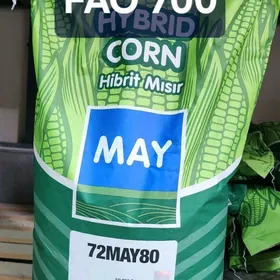 FAO 700
HYBRID
CORN
Hibrit Mısır
MAY
72MAY80